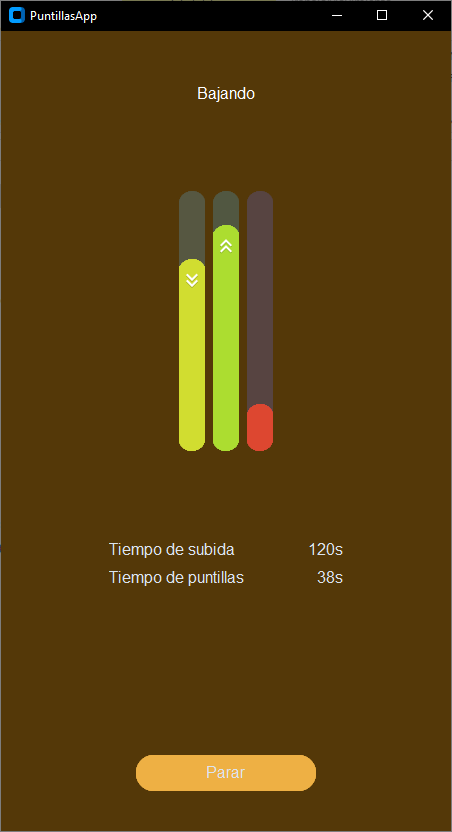 PuntillasApp
Bajando
Tiempo de subida 120s
Tiempo de puntillas 38s
Parar